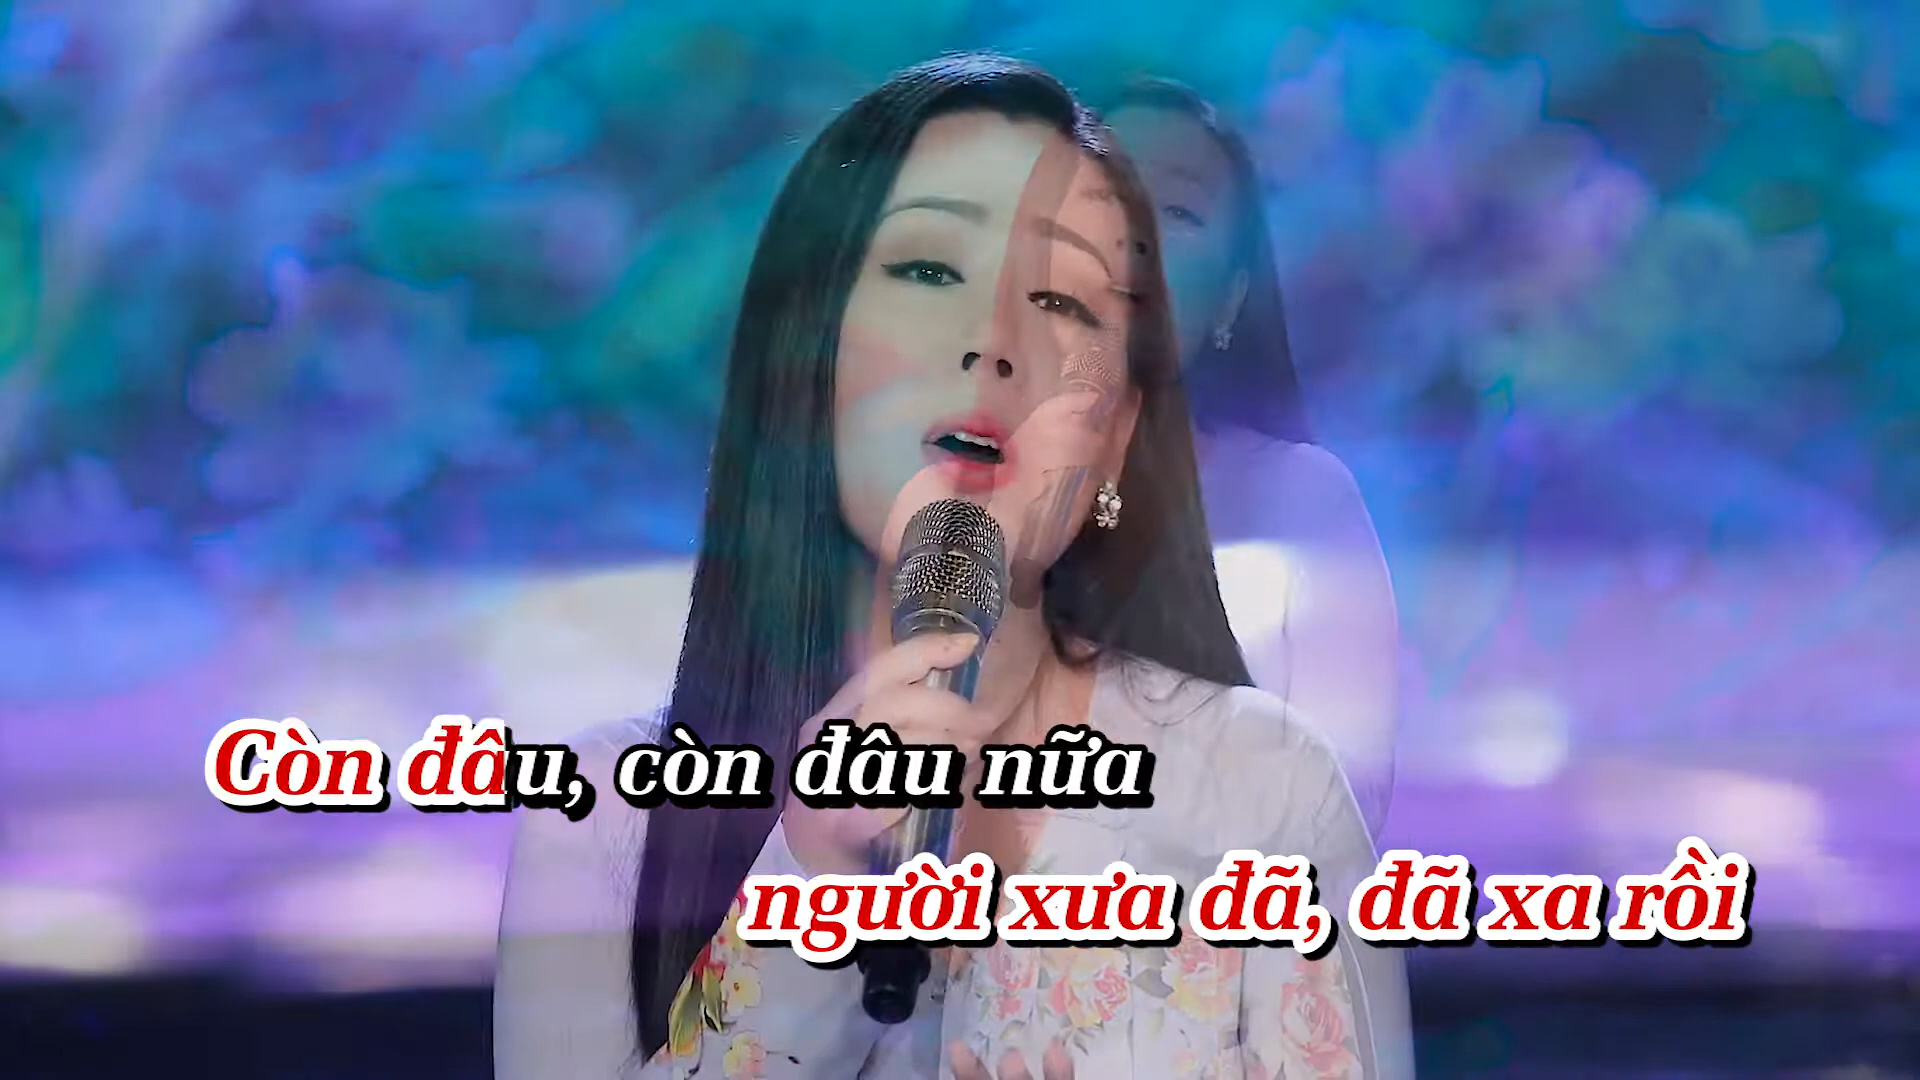 Còn đâu, còn đâu nữa
người xưa đã, đã xa rồi